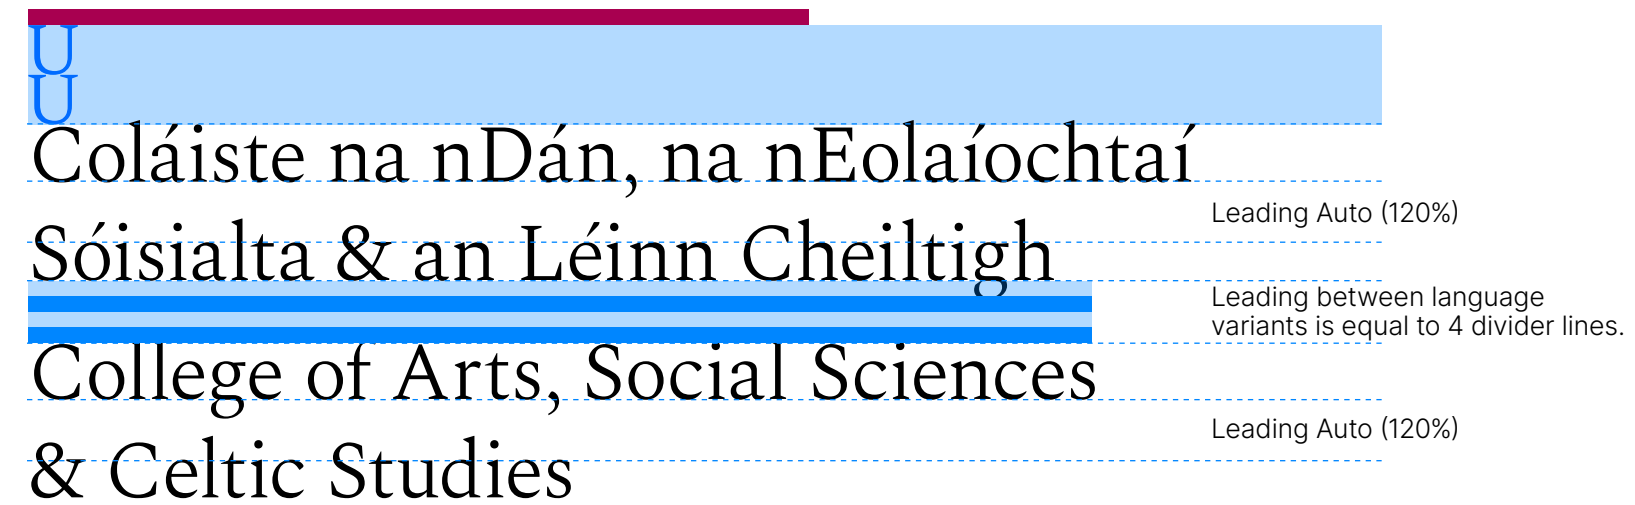 U
U
Coláiste na nDán, na nEolaíochtaí
Leading Auto (120%)
Sóisialta & an Léinn Cheiltigh
Leading between language
variants is equal to 4 divider lines.
College of Arts, Social Sciences
Leading Auto (120%)
& Celtic Studies